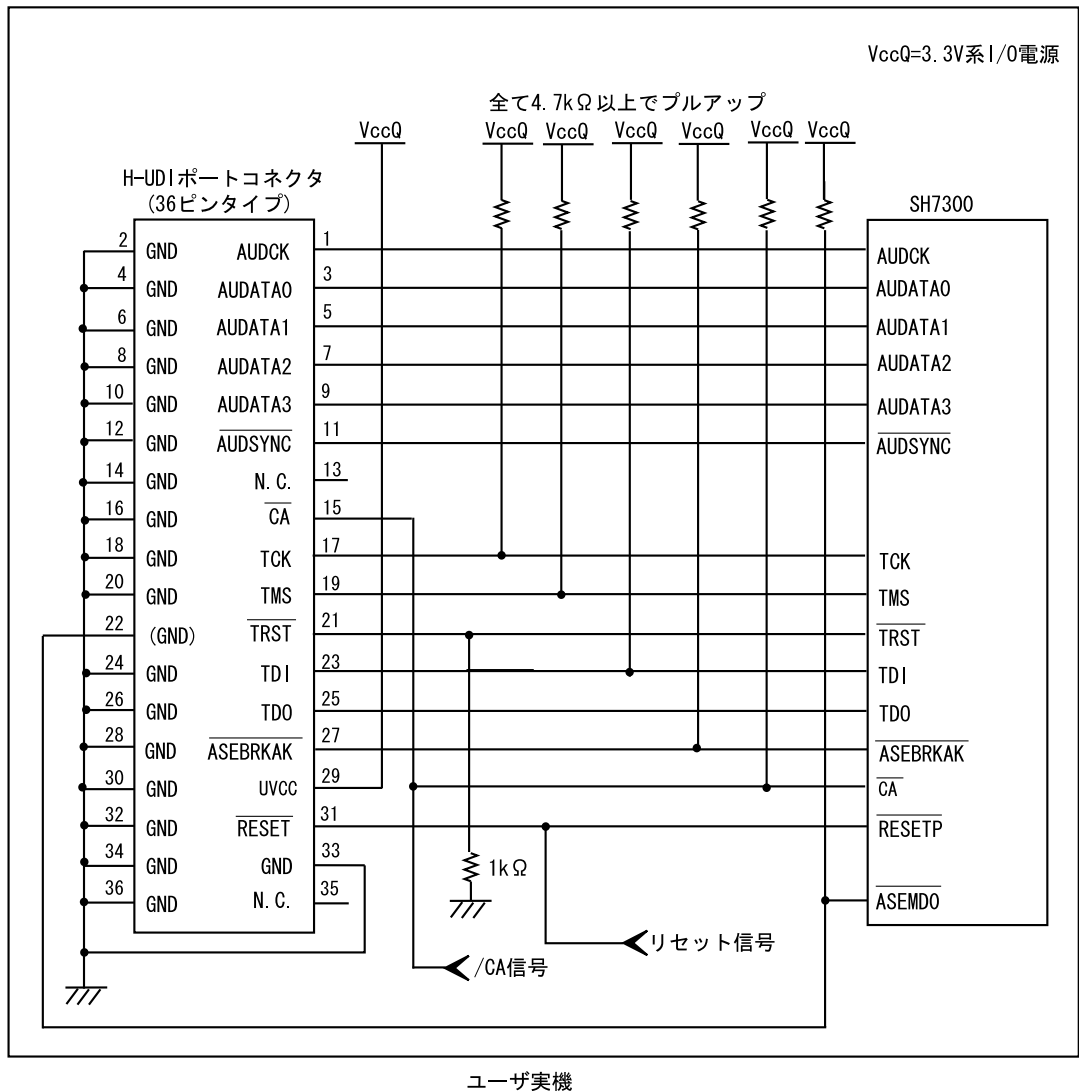 VccQ=3.3V系I/O電源
全て4.7kΩ以上でプルアップ
VccQ VccQ VccQ VccQ VccQ VccQ VccQ
H-UDIポートコネクタ
(36ピンタイプ)
SH7300
2 GND AUDCK 1 AUDCK
4 GND AUDATA0 3 AUDATA0
6 GND AUDATA1 5 AUDATA1
8 GND AUDATA2 7 AUDATA2
10 GND AUDATA3 9 AUDATA3
12 GND AUDSYNC 11 AUDSYNC
14 GND N.C. 13
16 GND CA 15
18 GND TCK 17 TCK
20 GND TMS 19 TMS
22 (GND) TRST 21 TRST
24 GND TDI 23 TDI
26 GND TDO 25 TDO
28 GND ASEBRKAK 27 ASEBRKAK
30 GND UVCC 29 CA
32 GND RESET 31 RESETP
34 GND GND 33
36 GND N.C. 35
1kΩ
ASEMD0
リセット信号
/CA信号
ユーザ実機